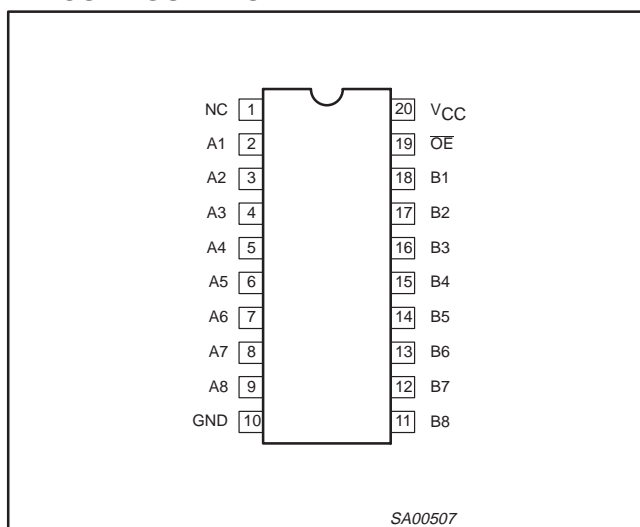 NC 1 20 VCC
A1 2 19 O̅E̅
A2 3 18 B1
A3 4 17 B2
A4 5 16 B3
A5 6 15 B4
A6 7 14 B5
A7 8 13 B6
A8 9 12 B7
GND 10 11 B8
SA00507